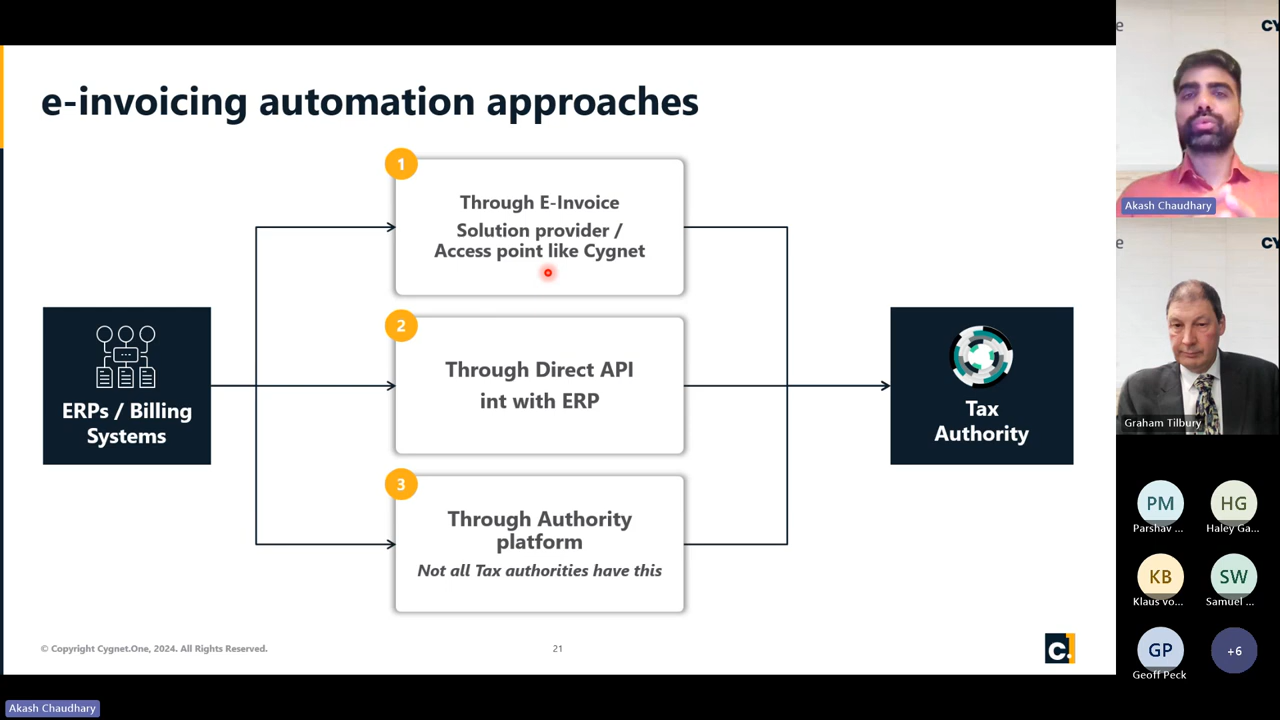 e-invoicing automation approaches
1
Through E-Invoice
Solution provider /
Access point like Cygnet
2
Through Direct API
int with ERP
3
Through Authority
platform
Not all Tax authorities have this
ERPs / Billing
Systems
Tax
Authority
© Copyright Cygnet.One, 2024. All Rights Reserved.
21
C.
e
CY
Akash Chaudhary
e
CY
Graham Tilbury
PM
Parshav ...
HG
Haley Ga...
KB
Klaus vo...
SW
Samuel ...
GP
Geoff Peck
+6
Akash Chaudhary